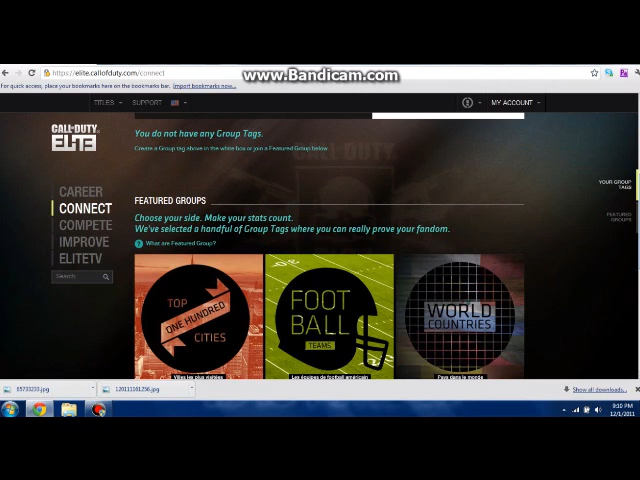 www.Bandicam.com
https://elite.callofduty.com/connect
For quick access, place your bookmarks here on the bookmarks bar. Import bookmarks now...
TITLES SUPPORT MY ACCOUNT
CALL OF DUTY
ELITE
You do not have any Group Tags.
Create a Group tag above in the white box or join a Featured Group below
CALL OF DUTY
YOUR GROUP
TAGS
CAREER
CONNECT
COMPETE
IMPROVE
ELITETV
Search...
FEATURED GROUPS
FEATURED
GROUPS
Choose your side. Make your stats count.
We've selected a handful of Group Tags where you can really prove your fandom.
? What are Featured Group?
TOP
ONE HUNDRED
CITIES
Villes les plus visitées
FOOT
BALL
TEAMS
Les équipes de football américain
WORLD
COUNTRIES
Pays dans le monde
65733233.jpg
120111161256.jpg
Show all downloads...
9:10 PM
12/1/2011